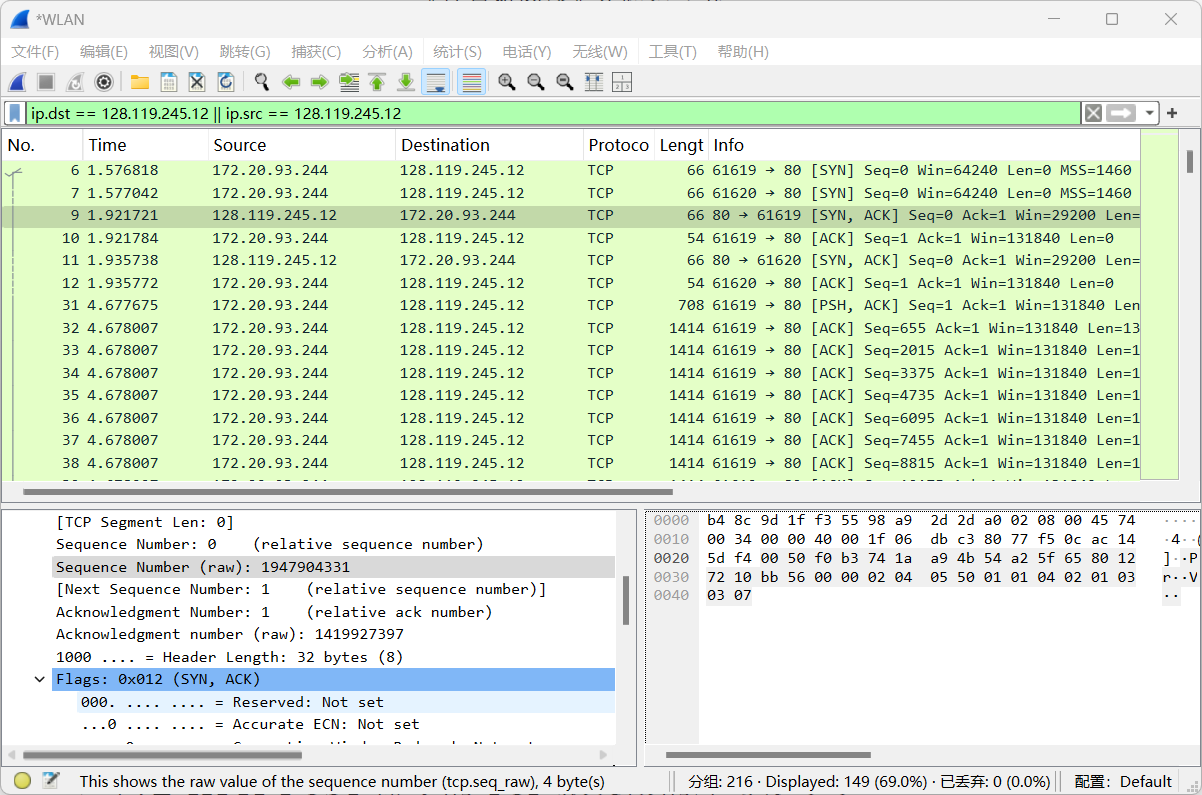 *WLAN
文件(F) 编辑(E) 视图(V) 跳转(G) 捕获(C) 分析(A) 统计(S) 电话(Y) 无线(W) 工具(T) 帮助(H)
ip.dst == 128.119.245.12 || ip.src == 128.119.245.12
No. Time Source Destination Protoco Lengt Info
6 1.576818 172.20.93.244 128.119.245.12 TCP 66 61619 → 80 [SYN] Seq=0 Win=64240 Len=0 MSS=1460
7 1.577042 172.20.93.244 128.119.245.12 TCP 66 61620 → 80 [SYN] Seq=0 Win=64240 Len=0 MSS=1460
9 1.921721 128.119.245.12 172.20.93.244 TCP 66 80 → 61619 [SYN, ACK] Seq=0 Ack=1 Win=29200 Len=
10 1.921784 172.20.93.244 128.119.245.12 TCP 54 61619 → 80 [ACK] Seq=1 Ack=1 Win=131840 Len=0
11 1.935738 128.119.245.12 172.20.93.244 TCP 66 80 → 61620 [SYN, ACK] Seq=0 Ack=1 Win=29200 Len=
12 1.935772 172.20.93.244 128.119.245.12 TCP 54 61620 → 80 [ACK] Seq=1 Ack=1 Win=131840 Len=0
31 4.677675 172.20.93.244 128.119.245.12 TCP 708 61619 → 80 [PSH, ACK] Seq=1 Ack=1 Win=131840 Len
32 4.678007 172.20.93.244 128.119.245.12 TCP 1414 61619 → 80 [ACK] Seq=655 Ack=1 Win=131840 Len=13
33 4.678007 172.20.93.244 128.119.245.12 TCP 1414 61619 → 80 [ACK] Seq=2015 Ack=1 Win=131840 Len=1
34 4.678007 172.20.93.244 128.119.245.12 TCP 1414 61619 → 80 [ACK] Seq=3375 Ack=1 Win=131840 Len=1
35 4.678007 172.20.93.244 128.119.245.12 TCP 1414 61619 → 80 [ACK] Seq=4735 Ack=1 Win=131840 Len=1
36 4.678007 172.20.93.244 128.119.245.12 TCP 1414 61619 → 80 [ACK] Seq=6095 Ack=1 Win=131840 Len=1
37 4.678007 172.20.93.244 128.119.245.12 TCP 1414 61619 → 80 [ACK] Seq=7455 Ack=1 Win=131840 Len=1
38 4.678007 172.20.93.244 128.119.245.12 TCP 1414 61619 → 80 [ACK] Seq=8815 Ack=1 Win=131840 Len=1
[TCP Segment Len: 0]
Sequence Number: 0 (relative sequence number)
Sequence Number (raw): 1947904331
[Next Sequence Number: 1 (relative sequence number)]
Acknowledgment Number: 1 (relative ack number)
Acknowledgment number (raw): 1419927397
1000 .... = Header Length: 32 bytes (8)
Flags: 0x012 (SYN, ACK)
000. .... .... = Reserved: Not set
...0 .... .... = Accurate ECN: Not set
0000 b4 8c 9d 1f f3 55 98 a9 2d 2d a0 02 08 00 45 74 ····
0010 00 34 00 00 40 00 1f 06 db c3 80 77 f5 0c ac 14 ·4··
0020 5d f4 00 50 f0 b3 74 1a a9 4b 54 a2 5f 65 80 12 ]··P
0030 72 10 bb 56 00 00 02 04 05 50 01 01 04 02 01 03 r··V
0040 03 07 ··
This shows the raw value of the sequence number (tcp.seq_raw), 4 byte(s)
分组: 216 · Displayed: 149 (69.0%) · 已丢弃: 0 (0.0%)
配置: Default